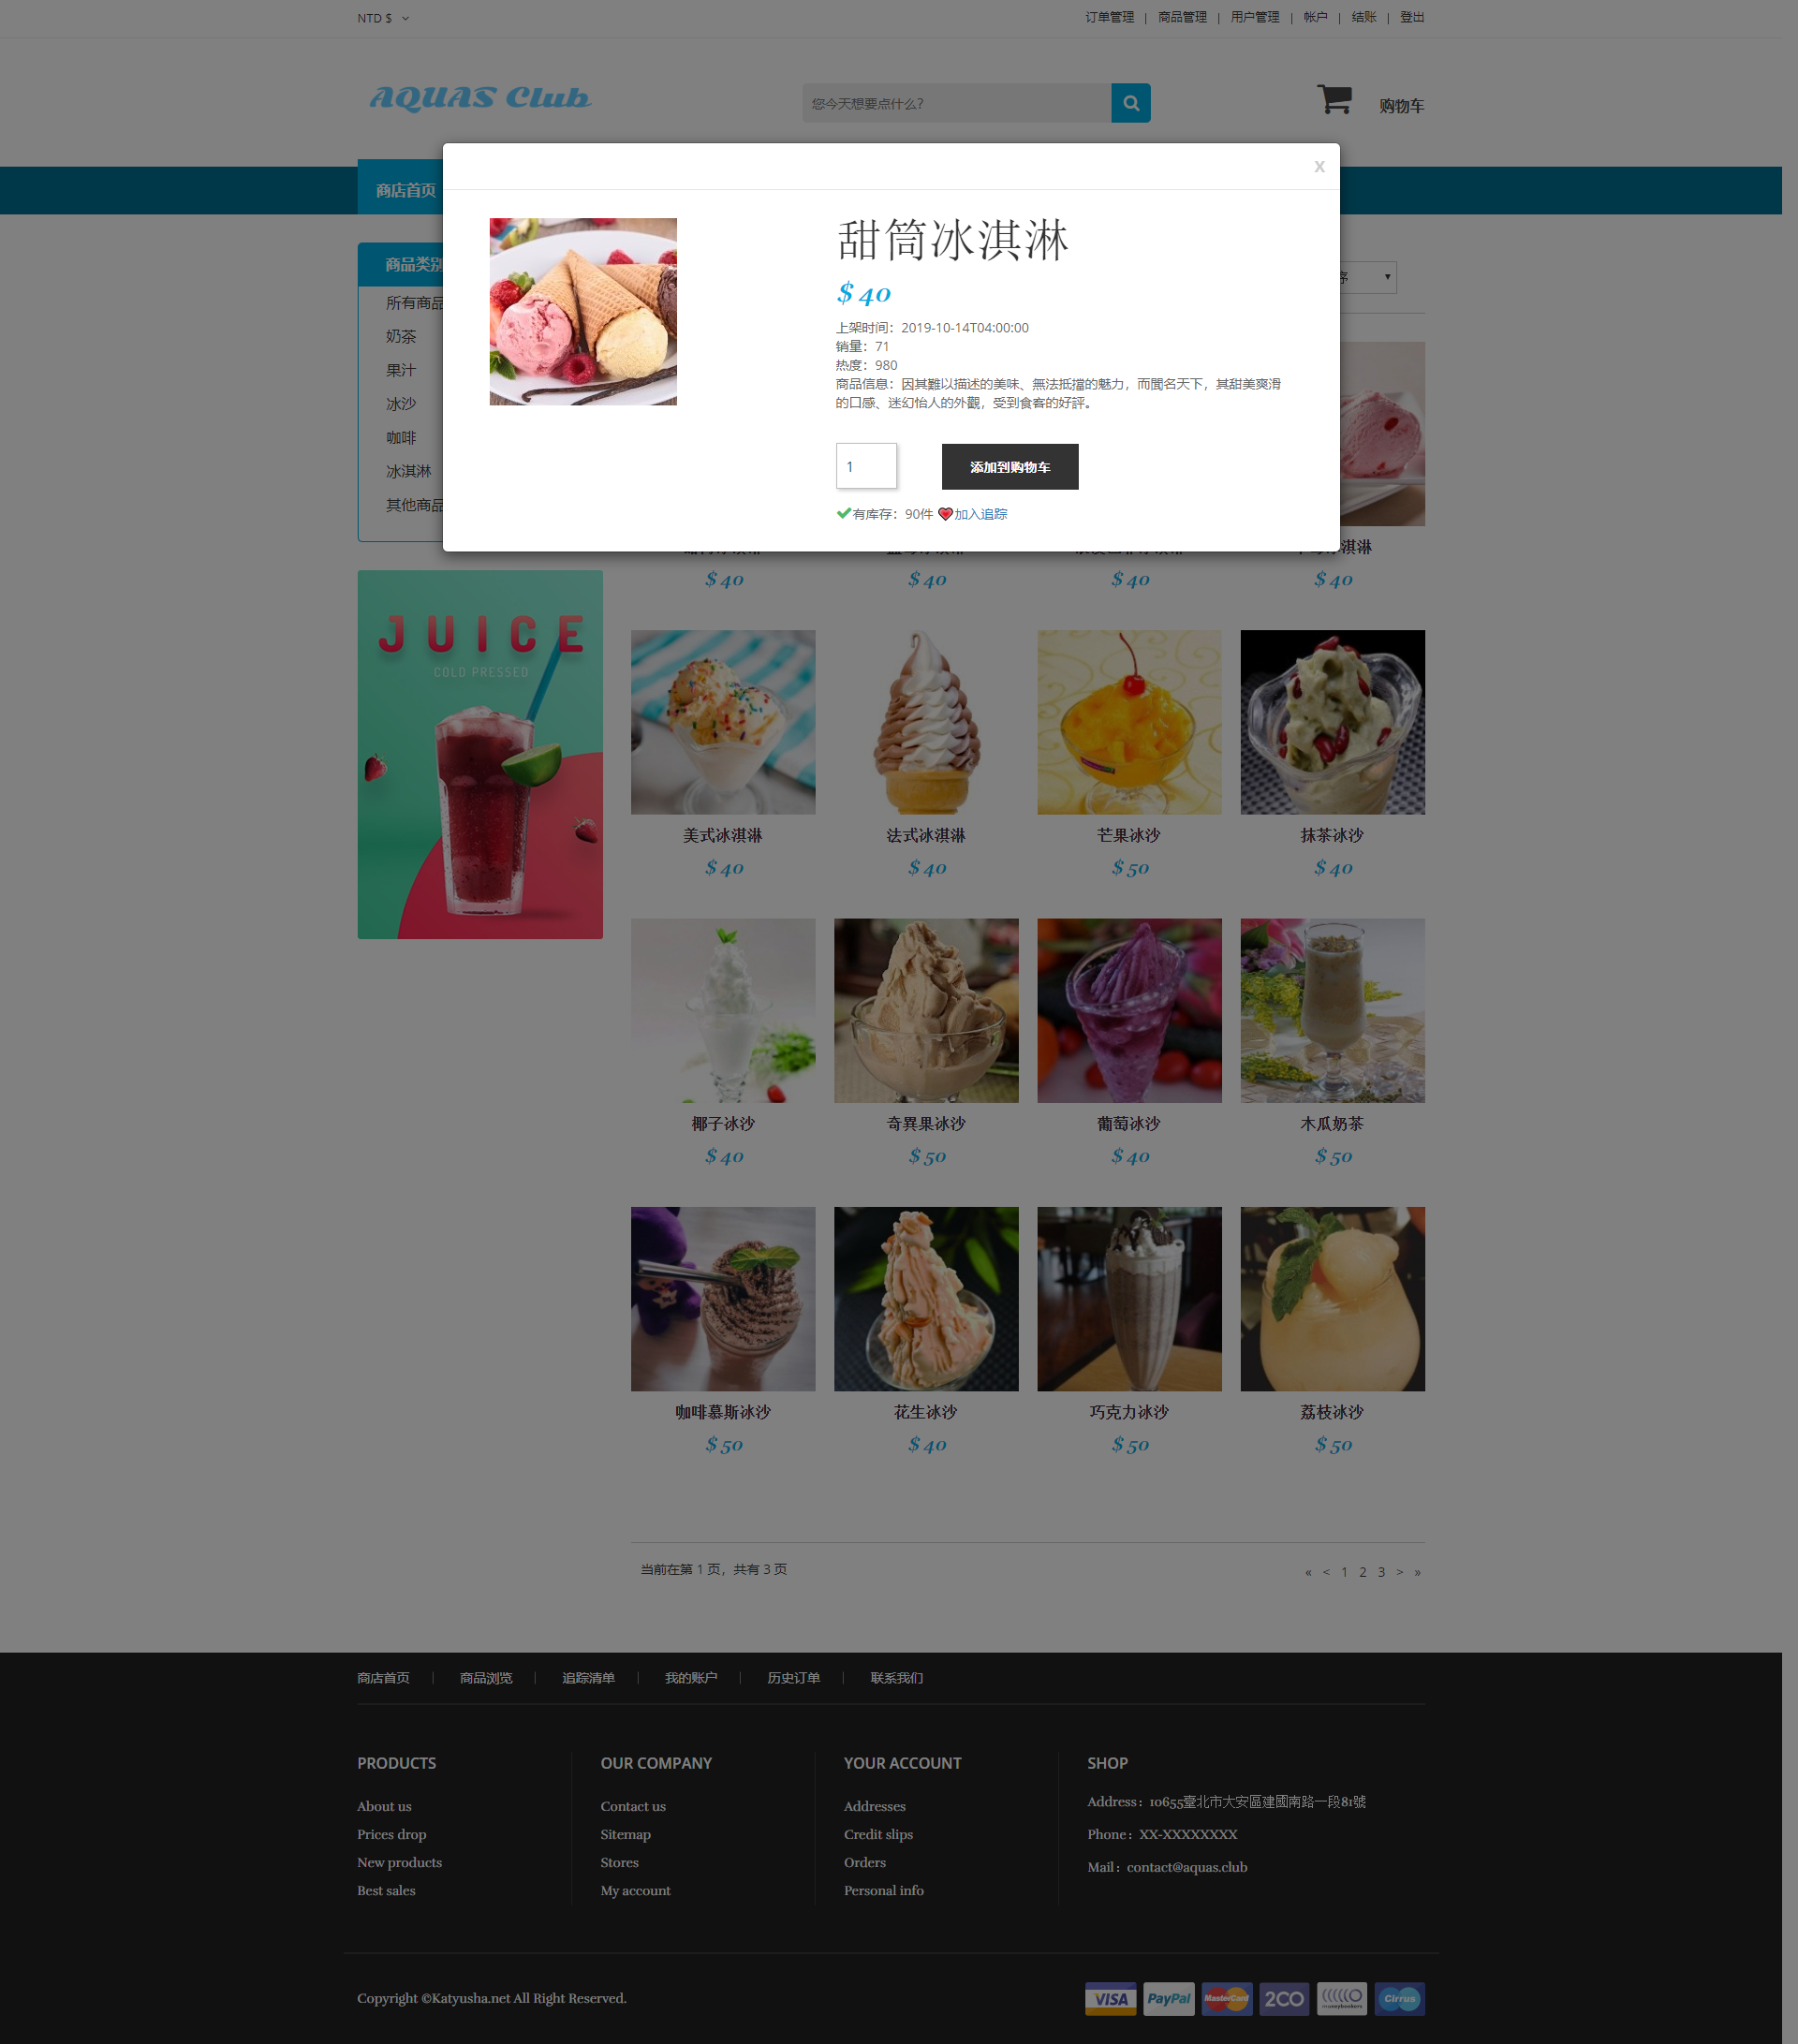 NTD $
订单管理 | 商品管理 | 用户管理 | 帐户 | 结账 | 登出
AQUAS Club
您今天想要点什么?
购物车
商店首页
x
甜筒冰淇淋
$ 40
上架时间：2019-10-14T04:00:00
销量：71
热度：980
商品信息：因其難以描述的美味、無法抵擋的魅力，而聞名天下，其甜美爽滑
的口感、迷幻怡人的外觀，受到食客的好評。
1
添加到购物车
有库存：90件 加入追踪
商品类别
所有商品
奶茶
果汁
冰沙
咖啡
冰淇淋
其他商品
序
淇淋
$ 40 $ 40 $ 40 $ 40
JUICE
COLD PRESSED
美式冰淇淋 法式冰淇淋 芒果冰沙 抹茶冰沙
$ 40 $ 40 $ 50 $ 40
椰子冰沙 奇異果冰沙 葡萄冰沙 木瓜奶茶
$ 40 $ 50 $ 40 $ 50
咖啡慕斯冰沙 花生冰沙 巧克力冰沙 荔枝冰沙
$ 50 $ 40 $ 50 $ 50
当前在第 1 页，共有 3 页
« < 1 2 3 > »
商店首页 | 商品浏览 | 追踪清单 | 我的账户 | 历史订单 | 联系我们
PRODUCTS
About us
Prices drop
New products
Best sales
OUR COMPANY
Contact us
Sitemap
Stores
My account
YOUR ACCOUNT
Addresses
Credit slips
Orders
Personal info
SHOP
Address：10655臺北市大安區建國南路一段81號
Phone：XX-XXXXXXXX
Mail：contact@aquas.club
Copyright ©Katyusha.net All Right Reserved.
VISA PayPal MasterCard 2CO moneybookers Cirrus